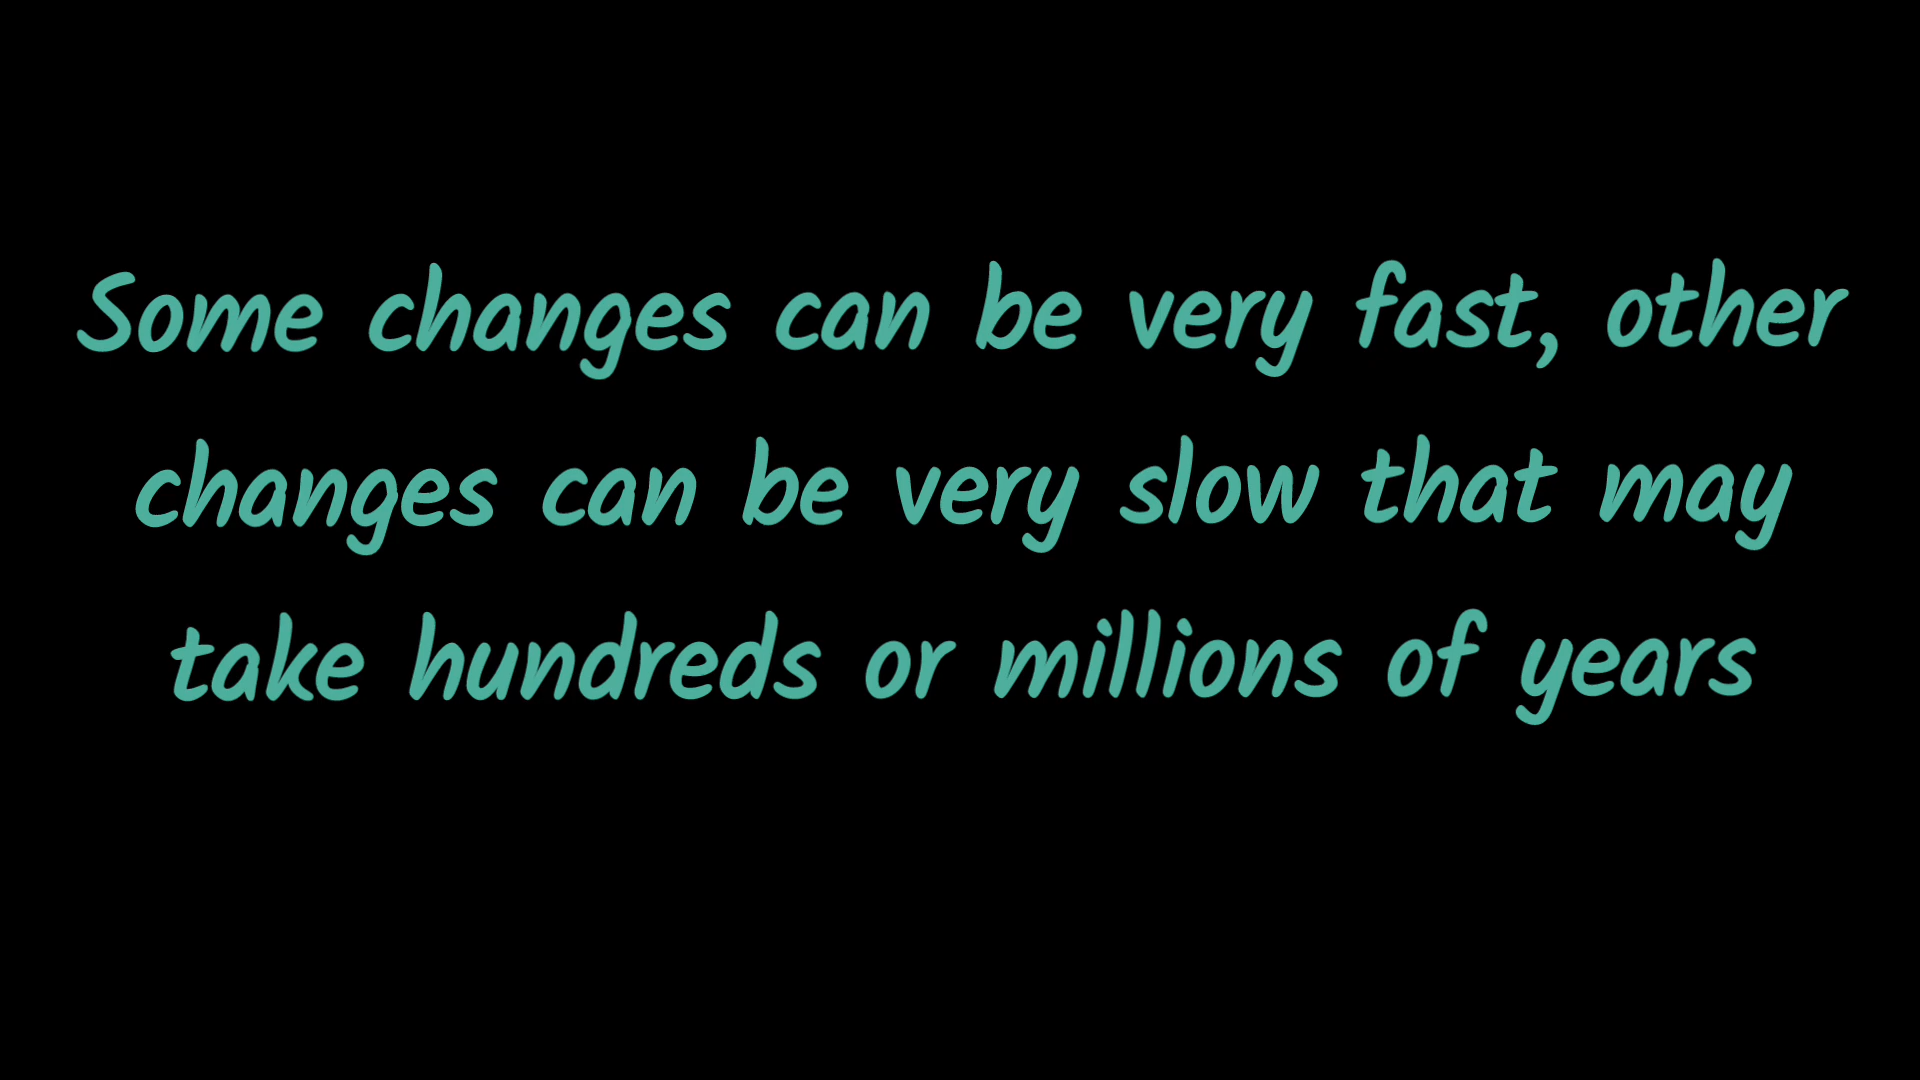 Some changes can be very fast, other
changes can be very slow that may
take hundreds or millions of years